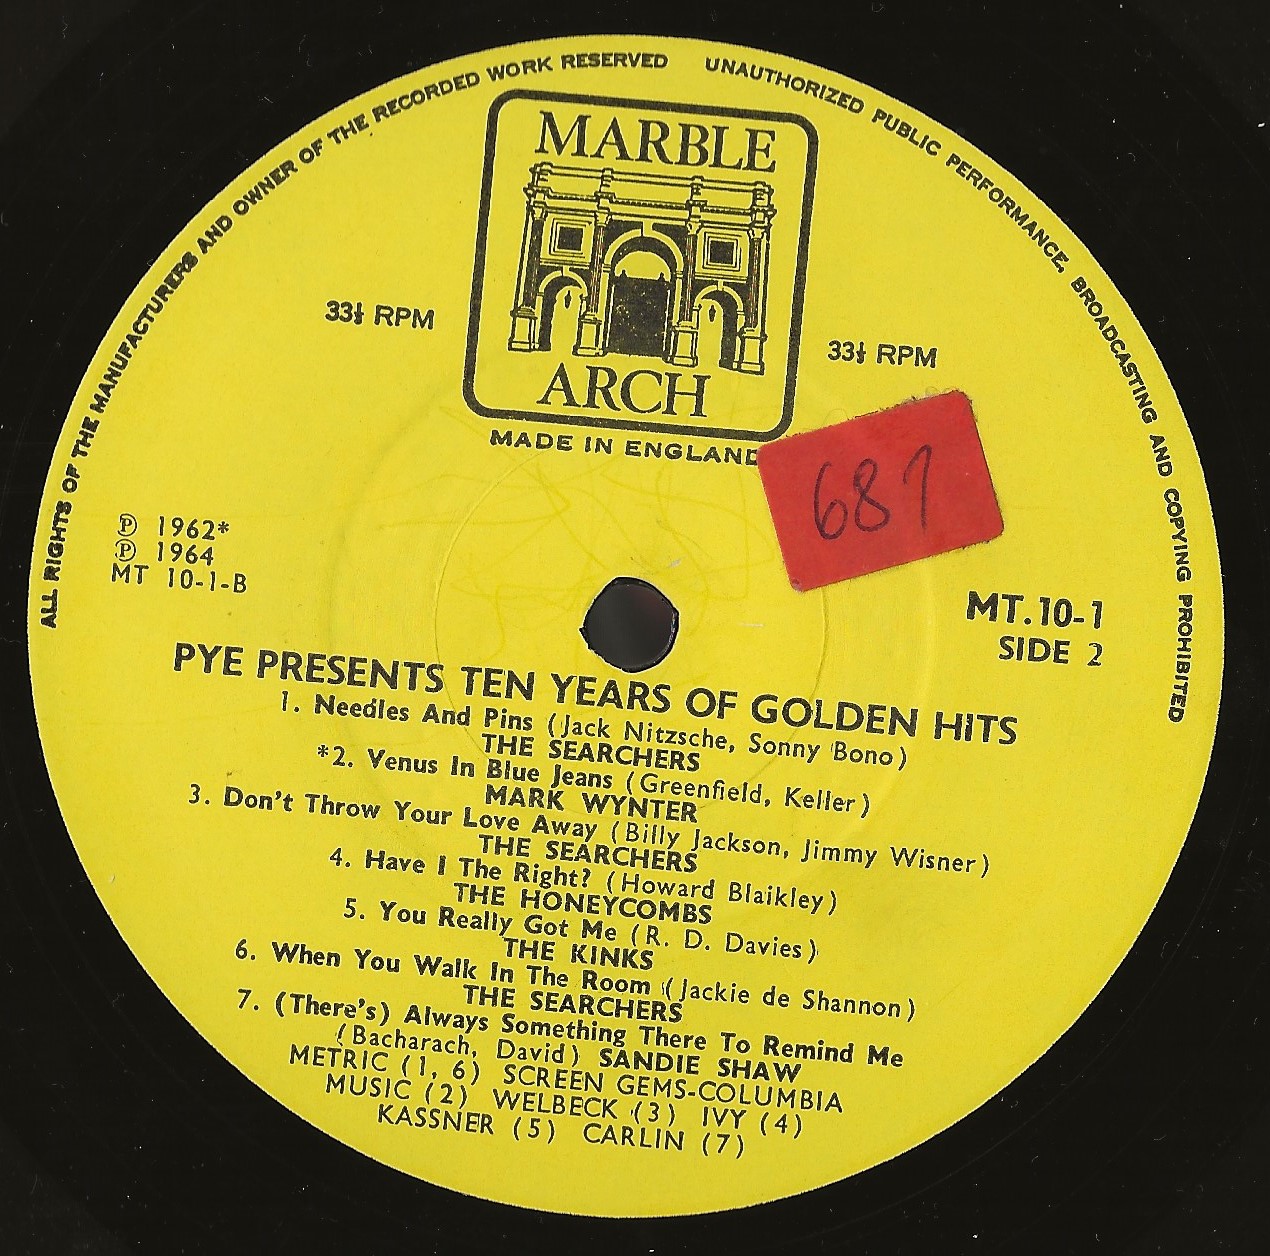 ALL RIGHTS OF THE MANUFACTURERS AND OWNER OF THE RECORDED WORK RESERVED UNAUTHORIZED PUBLIC PERFORMANCE, BROADCASTING AND COPYING PROHIBITED
MARBLE
ARCH
MADE IN ENGLAND
33⅓ RPM
33⅓ RPM
681
℗ 1962*
℗ 1964
MT 10-1-B
MT.10-1
SIDE 2
PYE PRESENTS TEN YEARS OF GOLDEN HITS
1. Needles And Pins (Jack Nitzsche, Sonny Bono)
THE SEARCHERS
*2. Venus In Blue Jeans (Greenfield, Keller)
MARK WYNTER
3. Don't Throw Your Love Away (Billy Jackson, Jimmy Wisner)
THE SEARCHERS
4. Have I The Right? (Howard Blaikley)
THE HONEYCOMBS
5. You Really Got Me (R. D. Davies)
THE KINKS
6. When You Walk In The Room (Jackie de Shannon)
THE SEARCHERS
7. (There's) Always Something There To Remind Me
(Bacharach, David) SANDIE SHAW
METRIC (1, 6) SCREEN GEMS-COLUMBIA
MUSIC (2) WELBECK (3) IVY (4)
KASSNER (5) CARLIN (7)